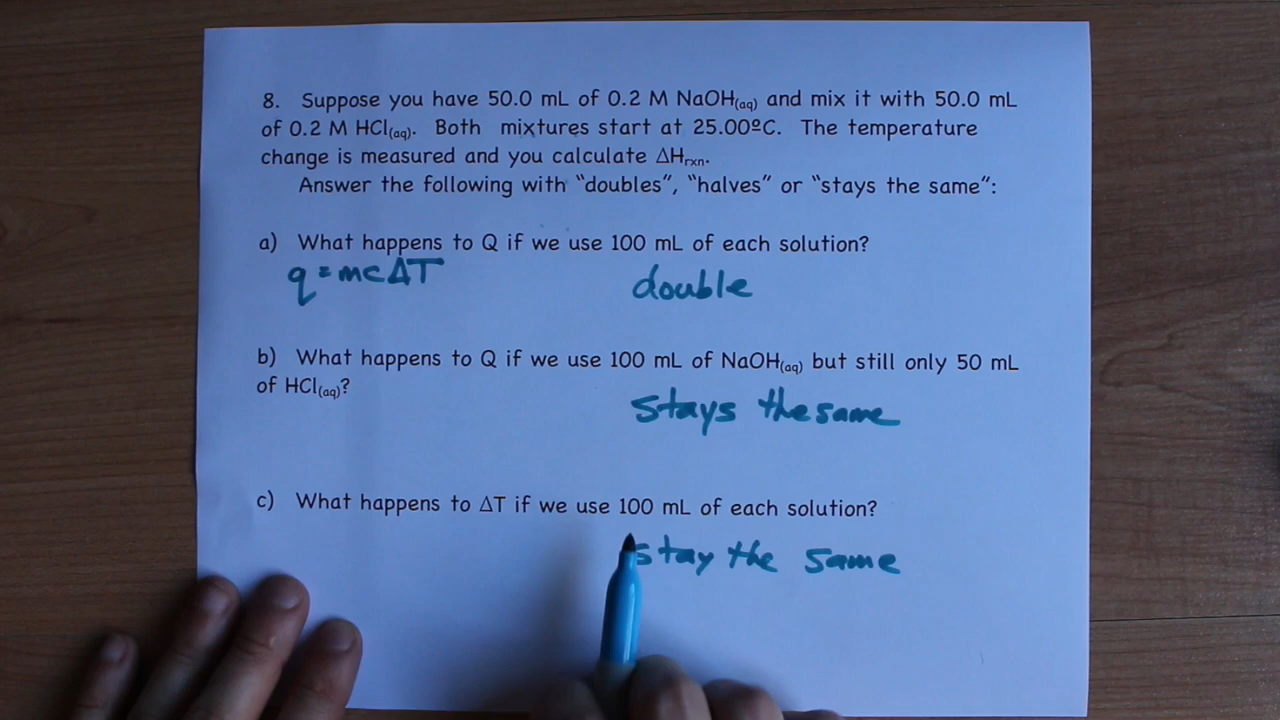 8. Suppose you have 50.0 mL of 0.2 M NaOH(aq) and mix it with 50.0 mL
of 0.2 M HCl(aq). Both mixtures start at 25.00ºC. The temperature
change is measured and you calculate ΔHrxn.
Answer the following with “doubles”, “halves” or “stays the same”:
a) What happens to Q if we use 100 mL of each solution?
q = mcΔT double
b) What happens to Q if we use 100 mL of NaOH(aq) but still only 50 mL
of HCl(aq)?
stays the same
c) What happens to ΔT if we use 100 mL of each solution?
stay the same